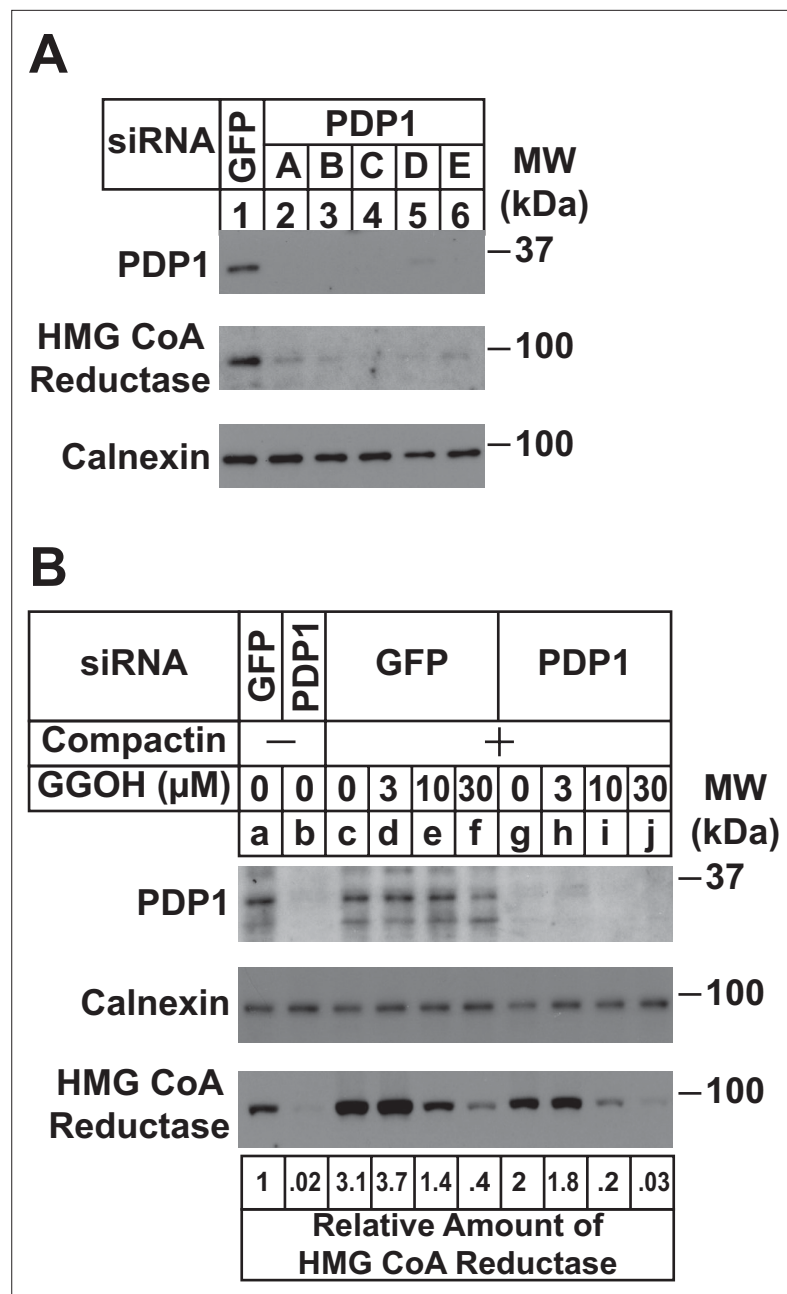 A
siRNA GFP PDP1
A B C D E
1 2 3 4 5 6
MW
(kDa)
PDP1 –37
HMG CoA
Reductase –100
Calnexin –100
B
siRNA GFP PDP1 GFP PDP1
Compactin — +
GGOH (µM) 0 0 0 3 10 30 0 3 10 30
a b c d e f g h i j
MW
(kDa)
PDP1 –37
Calnexin –100
HMG CoA
Reductase –100
1 .02 3.1 3.7 1.4 .4 2 1.8 .2 .03
Relative Amount of
HMG CoA Reductase